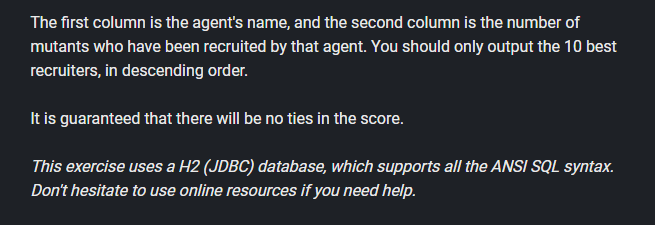 The first column is the agent's name, and the second column is the number of
mutants who have been recruited by that agent. You should only output the 10 best
recruiters, in descending order.
It is guaranteed that there will be no ties in the score.
This exercise uses a H2 (JDBC) database, which supports all the ANSI SQL syntax.
Don't hesitate to use online resources if you need help.